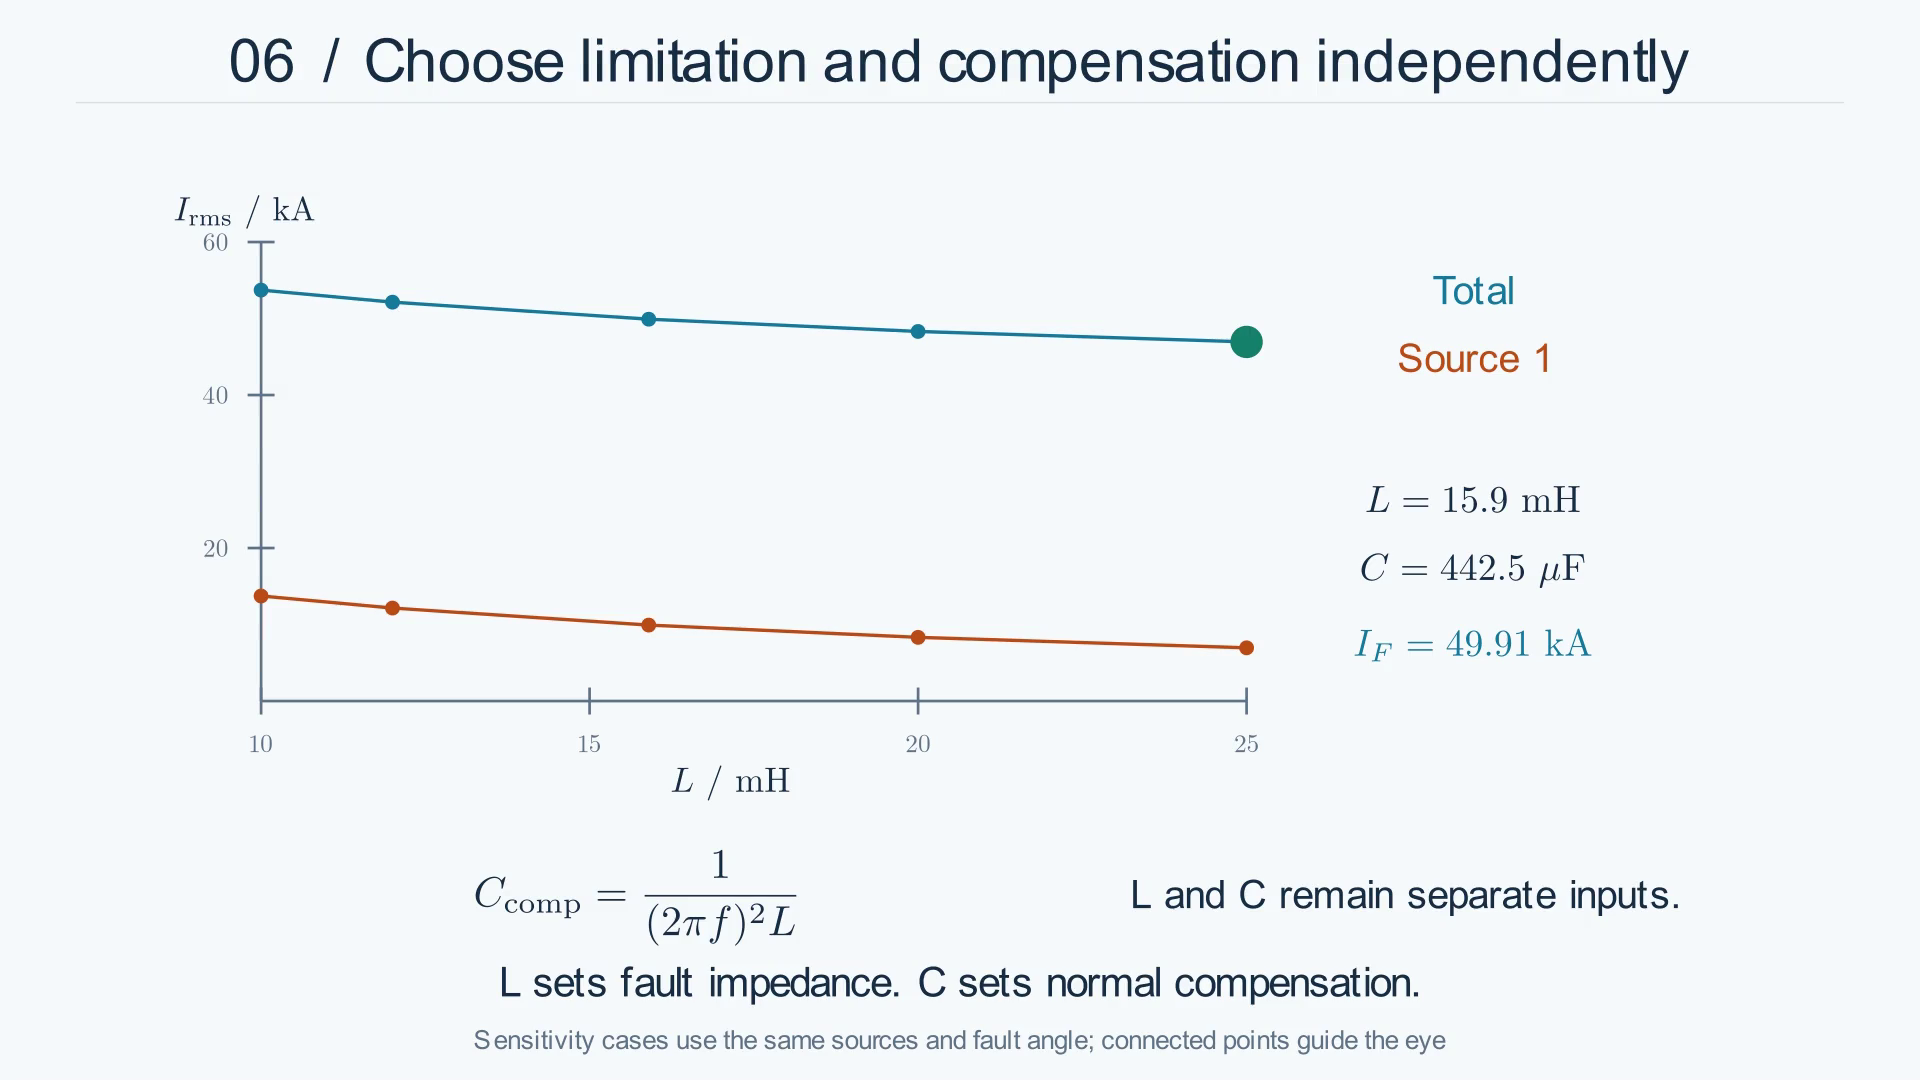 06 / Choose limitation and compensation independently
I_rms / kA
60
40
20
10 15 20 25
L / mH
Total
Source 1
L = 15.9 mH
C = 442.5 μF
I_F = 49.91 kA
C_comp = 1 / ((2πf)²L)
L and C remain separate inputs.
L sets fault impedance. C sets normal compensation.
Sensitivity cases use the same sources and fault angle; connected points guide the eye